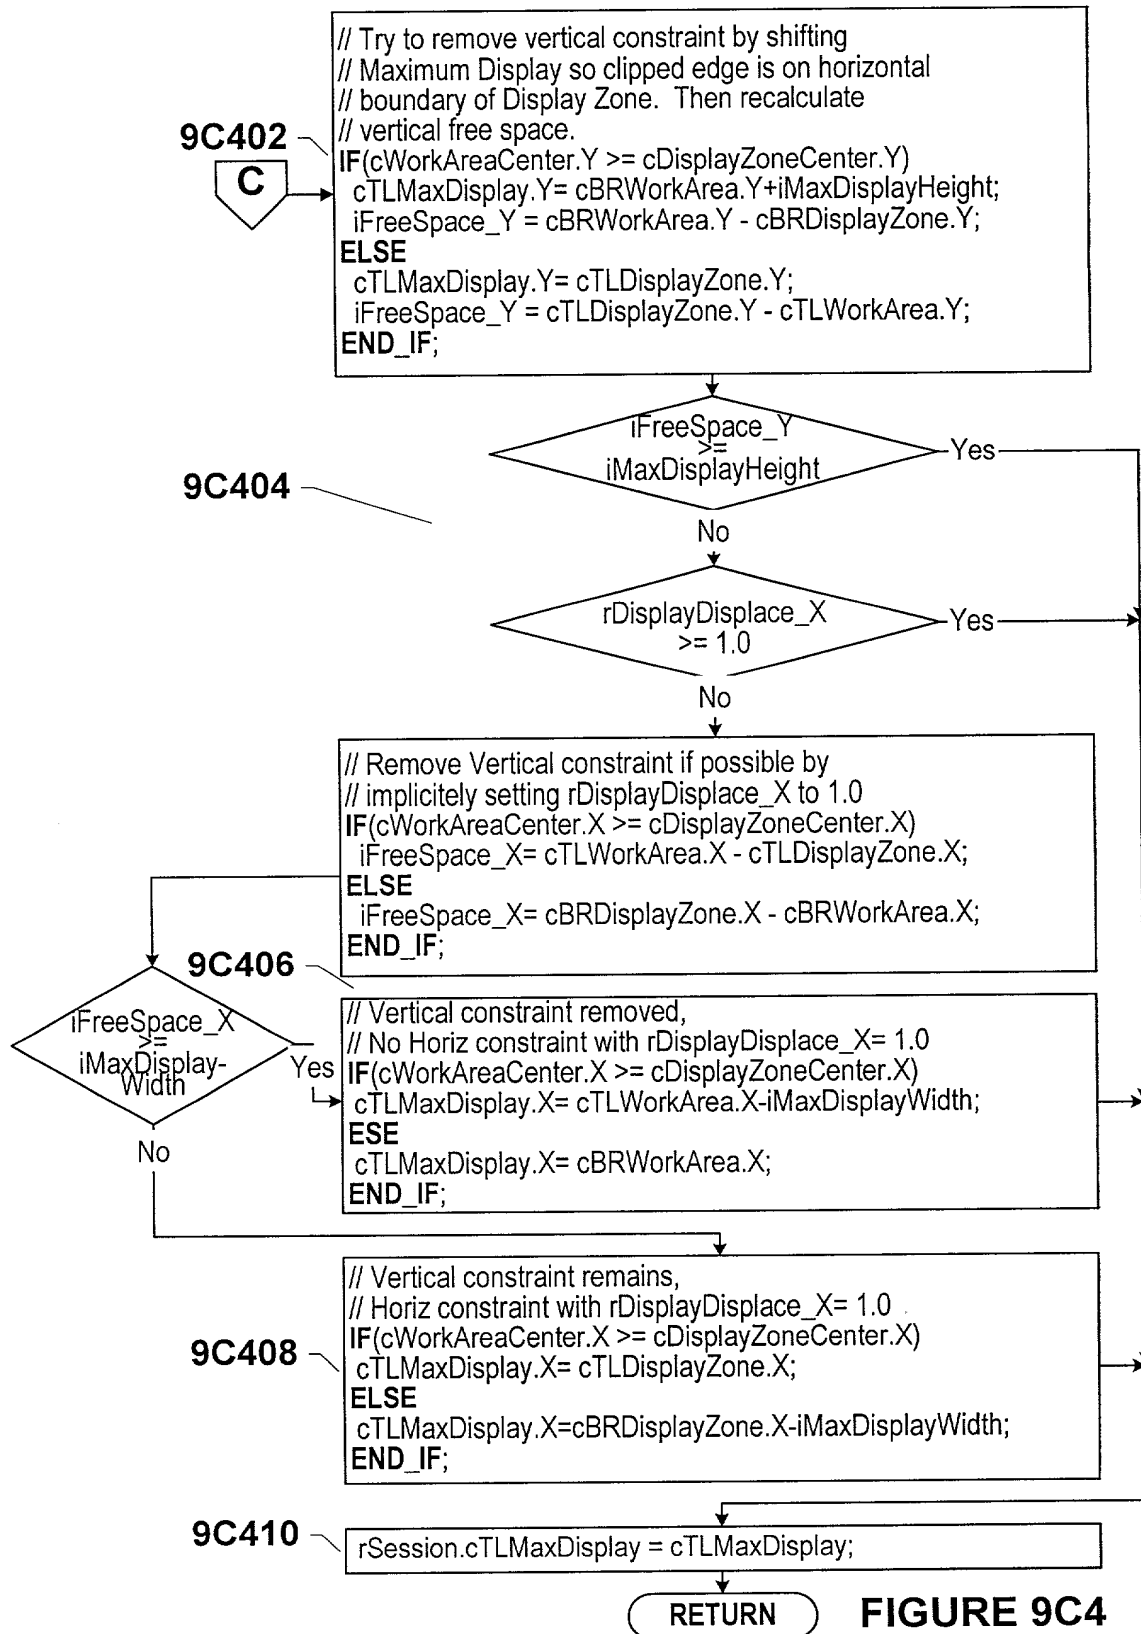 // Try to remove vertical constraint by shifting
// Maximum Display so clipped edge is on horizontal
// boundary of Display Zone. Then recalculate
// vertical free space.
9C402
IF(cWorkAreaCenter.Y >= cDisplayZoneCenter.Y)
C
cTLMaxDisplay.Y= cBRWorkArea.Y+iMaxDisplayHeight;
iFreeSpace_Y = cBRWorkArea.Y - cBRDisplayZone.Y;
ELSE
cTLMaxDisplay.Y= cTLDisplayZone.Y;
iFreeSpace_Y = cTLDisplayZone.Y - cTLWorkArea.Y;
END_IF;
iFreeSpace_Y
>=
iMaxDisplayHeight
Yes
9C404
No
rDisplayDisplace_X
>= 1.0
Yes
No
// Remove Vertical constraint if possible by
// implicitely setting rDisplayDisplace_X to 1.0
IF(cWorkAreaCenter.X >= cDisplayZoneCenter.X)
iFreeSpace_X= cTLWorkArea.X - cTLDisplayZone.X;
ELSE
iFreeSpace_X= cBRDisplayZone.X - cBRWorkArea.X;
END_IF;
9C406
iFreeSpace_X
>=
iMaxDisplay-
Width
Yes
No
// Vertical constraint removed,
// No Horiz constraint with rDisplayDisplace_X= 1.0
IF(cWorkAreaCenter.X >= cDisplayZoneCenter.X)
cTLMaxDisplay.X= cTLWorkArea.X-iMaxDisplayWidth;
ESE
cTLMaxDisplay.X= cBRWorkArea.X;
END_IF;
// Vertical constraint remains,
// Horiz constraint with rDisplayDisplace_X= 1.0
IF(cWorkAreaCenter.X >= cDisplayZoneCenter.X)
9C408
cTLMaxDisplay.X= cTLDisplayZone.X;
ELSE
cTLMaxDisplay.X=cBRDisplayZone.X-iMaxDisplayWidth;
END_IF;
9C410
rSession.cTLMaxDisplay = cTLMaxDisplay;
RETURN
FIGURE 9C4